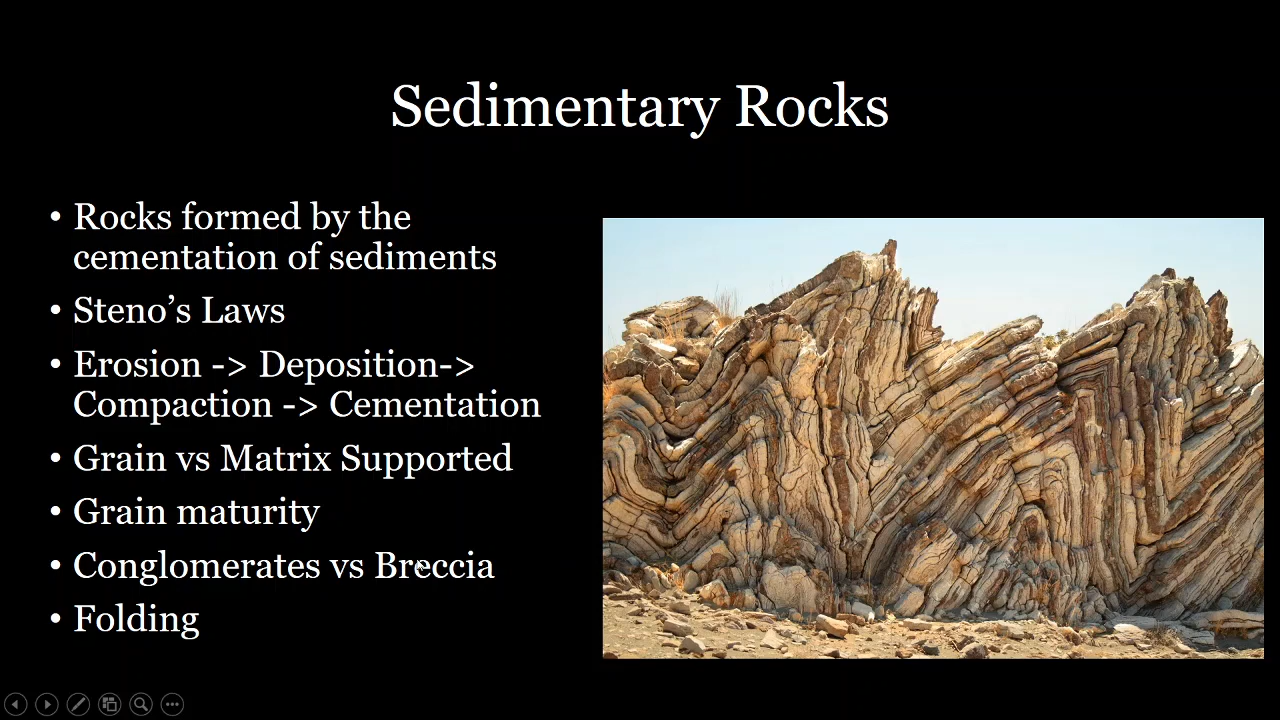 Sedimentary Rocks
• Rocks formed by the
cementation of sediments
• Steno’s Laws
• Erosion -> Deposition->
Compaction -> Cementation
• Grain vs Matrix Supported
• Grain maturity
• Conglomerates vs Breccia
• Folding